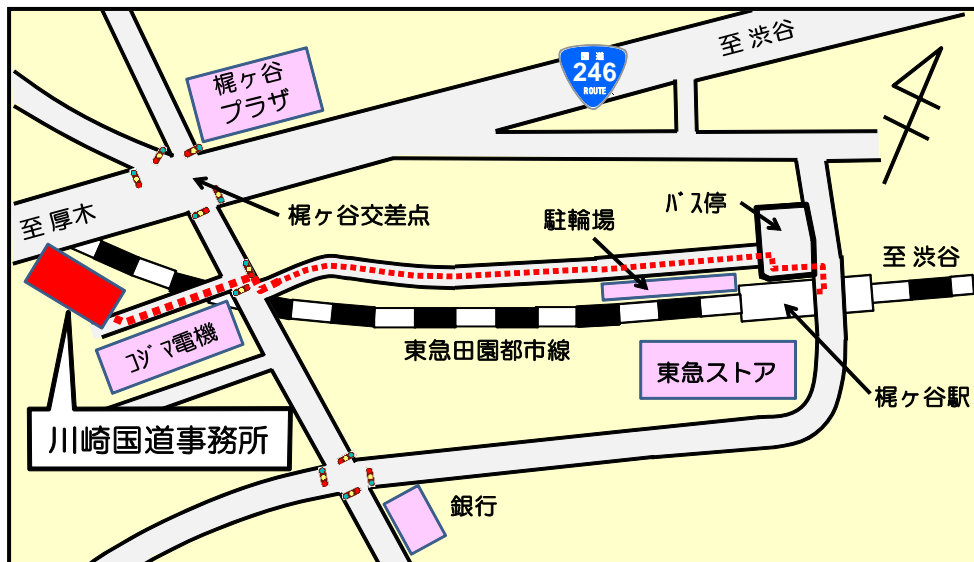 至 渋谷
国道
246
ROUTE
梶ヶ谷
プラザ
至 厚木
梶ヶ谷交差点
駐輪場
バス停
至 渋谷
コジマ電機
東急田園都市線
東急ストア
梶ヶ谷駅
川崎国道事務所
銀行